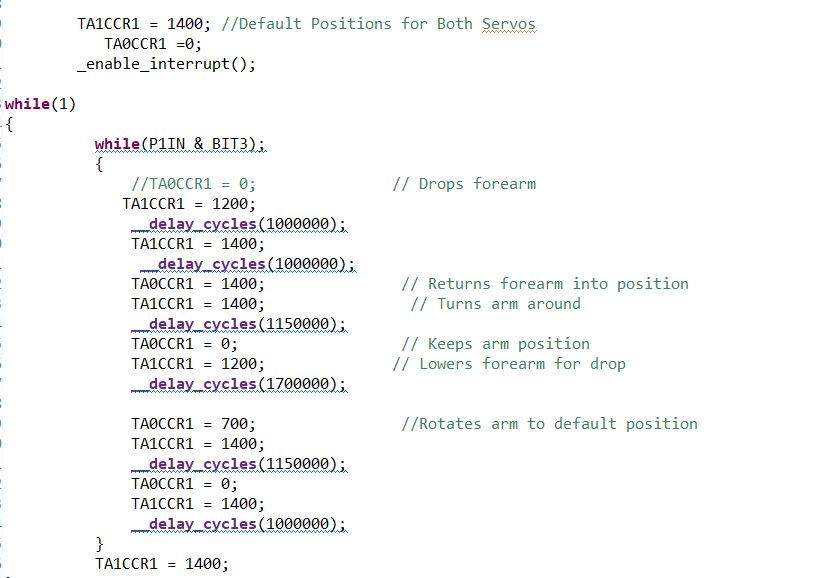 TA1CCR1 = 1400; //Default Positions for Both Servos
TA0CCR1 =0;
_enable_interrupt();
while(1)
{
while(P1IN & BIT3);
{
//TA0CCR1 = 0; // Drops forearm
TA1CCR1 = 1200;
__delay_cycles(1000000);
TA1CCR1 = 1400;
__delay_cycles(1000000);
TA0CCR1 = 1400; // Returns forearm into position
TA1CCR1 = 1400; // Turns arm around
__delay_cycles(1150000);
TA0CCR1 = 0; // Keeps arm position
TA1CCR1 = 1200; // Lowers forearm for drop
__delay_cycles(1700000);
TA0CCR1 = 700; //Rotates arm to default position
TA1CCR1 = 1400;
__delay_cycles(1150000);
TA0CCR1 = 0;
TA1CCR1 = 1400;
__delay_cycles(1000000);
}
TA1CCR1 = 1400;